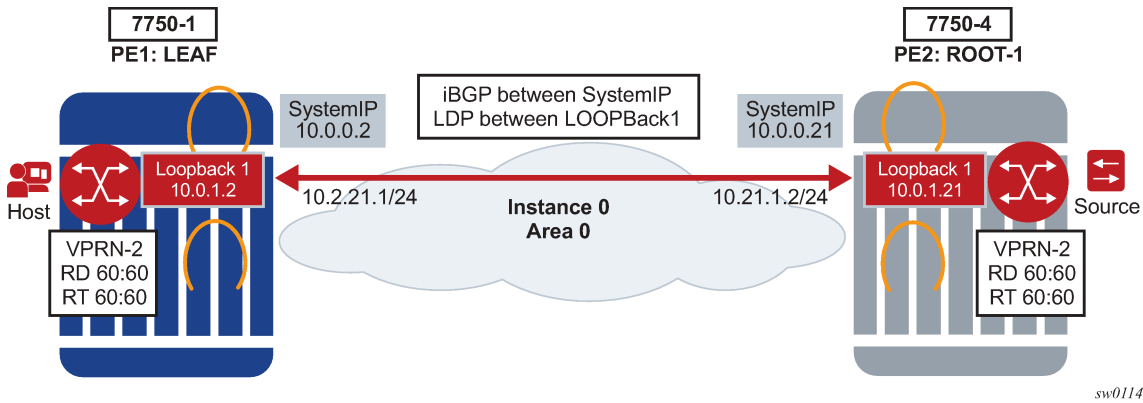 7750-1
PE1: LEAF
7750-4
PE2: ROOT-1
iBGP between SystemIP
LDP between LOOPBack1
SystemIP
10.0.0.2
SystemIP
10.0.0.21
Host
Loopback 1
10.0.1.2
10.2.21.1/24
10.21.1.2/24
Instance 0
Area 0
Loopback 1
10.0.1.21
Source
VPRN-2
RD 60:60
RT 60:60
VPRN-2
RD 60:60
RT 60:60
sw0114